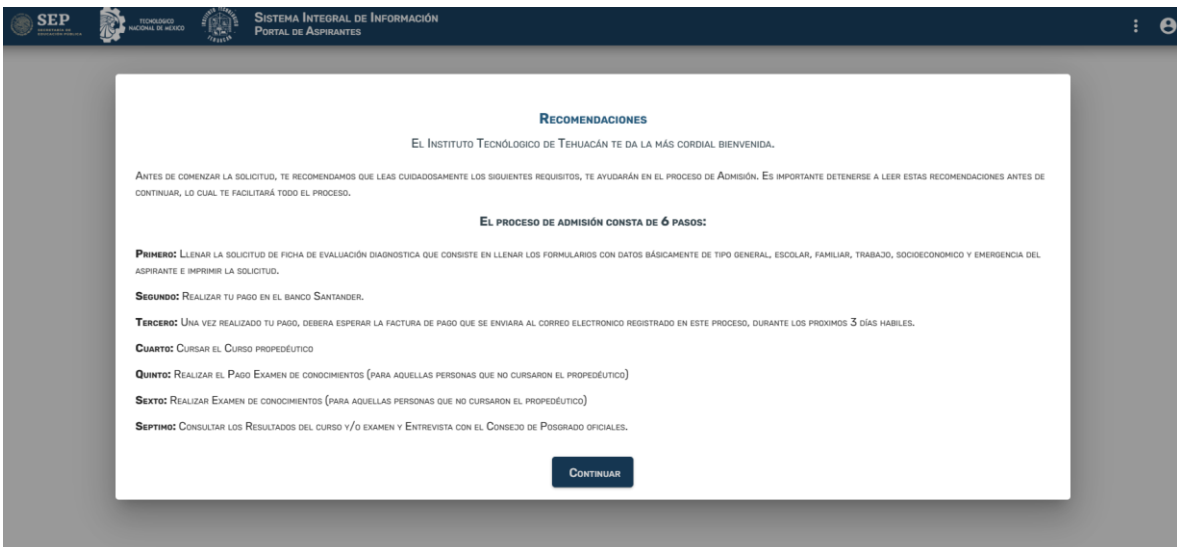 SEP
SECRETARÍA DE EDUCACIÓN PÚBLICA
TECNOLÓGICO
NACIONAL DE MÉXICO
Sistema Integral de Información
Portal de Aspirantes
Recomendaciones
El Instituto Tecnólogico de Tehuacán te da la más cordial bienvenida.
Antes de comenzar la solicitud, te recomendamos que leas cuidadosamente los siguientes requisitos, te ayudarán en el proceso de Admisión. Es importante detenerse a leer estas recomendaciones antes de
continuar, lo cual te facilitará todo el proceso.
El proceso de admisión consta de 6 pasos:
Primero: Llenar la solicitud de ficha de evaluación diagnostica que consiste en llenar los formularios con datos básicamente de tipo general, escolar, familiar, trabajo, socioeconomico y emergencia del
aspirante e imprimir la solicitud.
Segundo: Realizar tu pago en el banco Santander.
Tercero: Una vez realizado tu pago, debera esperar la factura de pago que se enviara al correo electronico registrado en este proceso, durante los proximos 3 días habiles.
Cuarto: Cursar el Curso propedéutico
Quinto: Realizar el Pago Examen de conocimientos (para aquellas personas que no cursaron el propedéutico)
Sexto: Realizar Examen de conocimientos (para aquellas personas que no cursaron el propedéutico)
Septimo: Consultar los Resultados del curso y/o examen y Entrevista con el Consejo de Posgrado oficiales.
Continuar